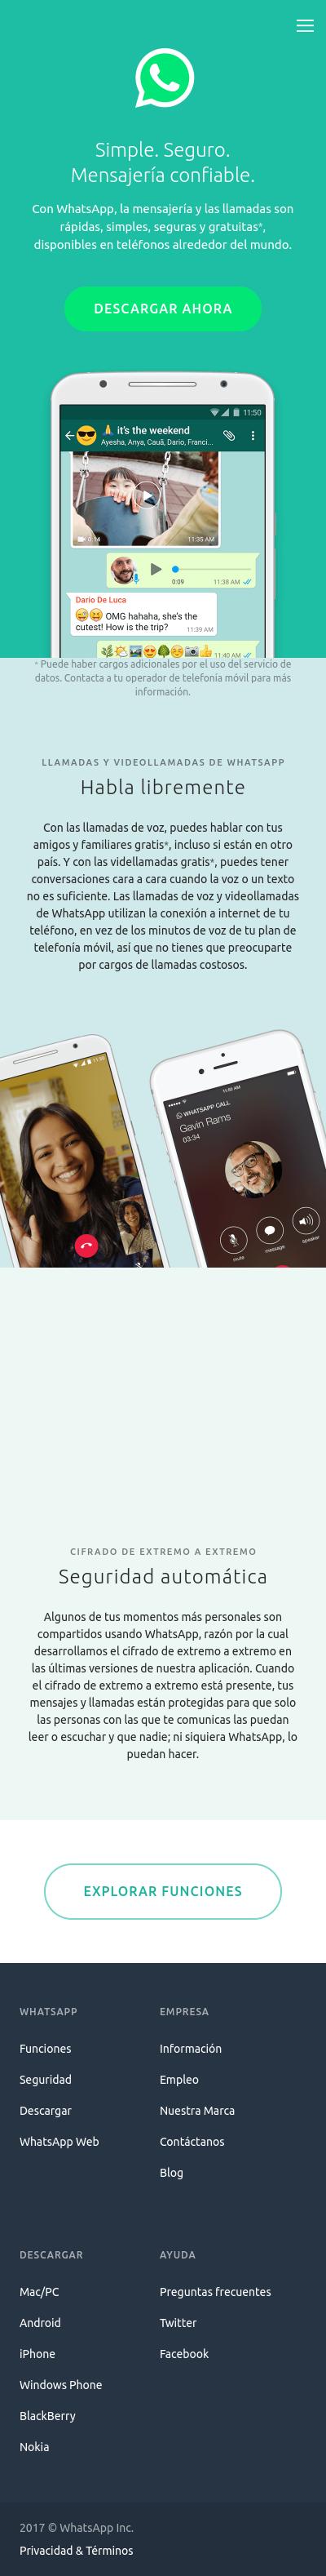 Simple. Seguro.
Mensajería confiable.
Con WhatsApp, la mensajería y las llamadas son
rápidas, simples, seguras y gratuitas*,
disponibles en teléfonos alrededor del mundo.
DESCARGAR AHORA
11:50
it's the weekend
Ayesha, Anya, Cauã, Dario, Franci...
0:14
11:35 AM
0:09
11:38 AM
Dario De Luca
OMG hahaha, she's the
cutest! How is the trip?
11:39 AM
11:40 AM
* Puede haber cargos adicionales por el uso del servicio de
datos. Contacta a tu operador de telefonía móvil para más
información.
LLAMADAS Y VIDEOLLAMADAS DE WHATSAPP
Habla libremente
Con las llamadas de voz, puedes hablar con tus
amigos y familiares gratis*, incluso si están en otro
país. Y con las videllamadas gratis*, puedes tener
conversaciones cara a cara cuando la voz o un texto
no es suficiente. Las llamadas de voz y videollamadas
de WhatsApp utilizan la conexión a internet de tu
teléfono, en vez de los minutos de voz de tu plan de
telefonía móvil, así que no tienes que preocuparte
por cargos de llamadas costosos.
WHATSAPP CALL
Gavin Rams
03:34
mute
message
speaker
CIFRADO DE EXTREMO A EXTREMO
Seguridad automática
Algunos de tus momentos más personales son
compartidos usando WhatsApp, razón por la cual
desarrollamos el cifrado de extremo a extremo en
las últimas versiones de nuestra aplicación. Cuando
el cifrado de extremo a extremo está presente, tus
mensajes y llamadas están protegidas para que solo
las personas con las que te comunicas las puedan
leer o escuchar y que nadie; ni siquiera WhatsApp, lo
puedan hacer.
EXPLORAR FUNCIONES
WHATSAPP
Funciones
Seguridad
Descargar
WhatsApp Web
EMPRESA
Información
Empleo
Nuestra Marca
Contáctanos
Blog
DESCARGAR
Mac/PC
Android
iPhone
Windows Phone
BlackBerry
Nokia
AYUDA
Preguntas frecuentes
Twitter
Facebook
2017 © WhatsApp Inc.
Privacidad & Términos